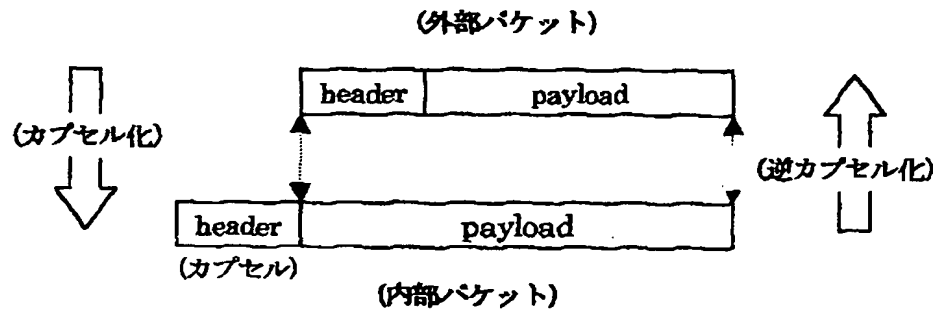 (外部パケット)
header payload
(カプセル化)
(逆カプセル化)
header payload
(カプセル)
(内部パケット)